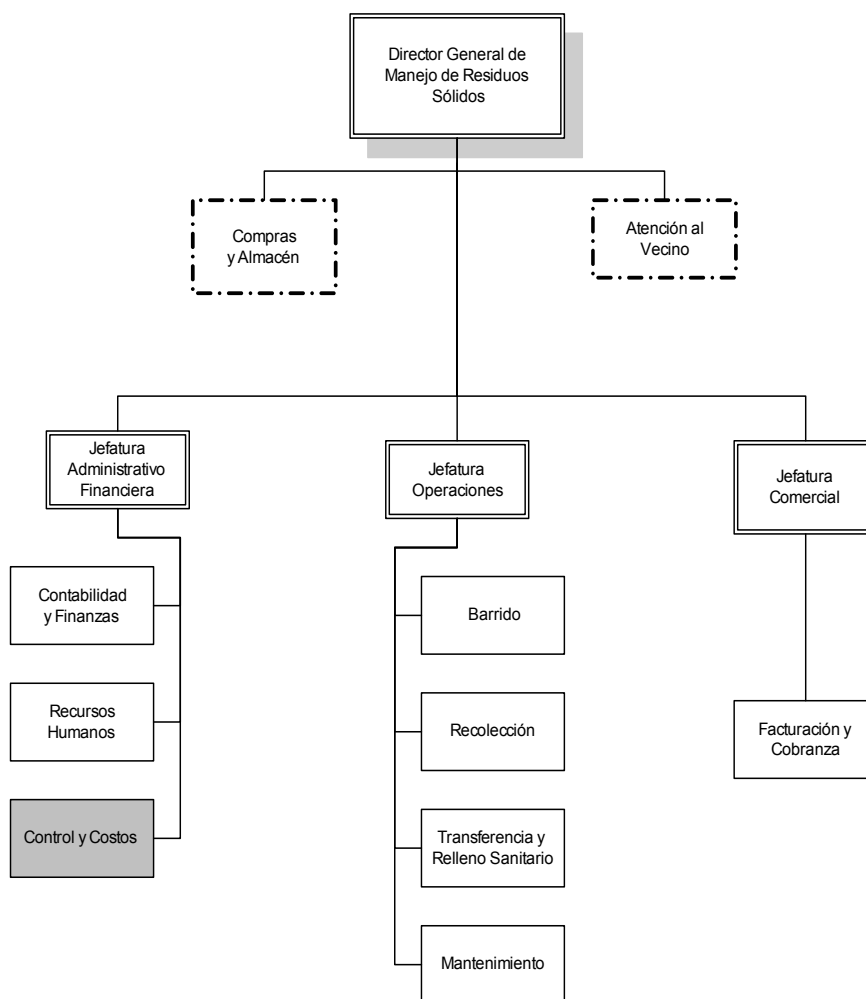 Director General de
Manejo de Residuos
Sólidos
Compras
y Almacén
Atención al
Vecino
Jefatura
Administrativo
Financiera
Jefatura
Operaciones
Jefatura
Comercial
Contabilidad
y Finanzas
Recursos
Humanos
Control y Costos
Barrido
Recolección
Transferencia y
Relleno Sanitario
Mantenimiento
Facturación y
Cobranza